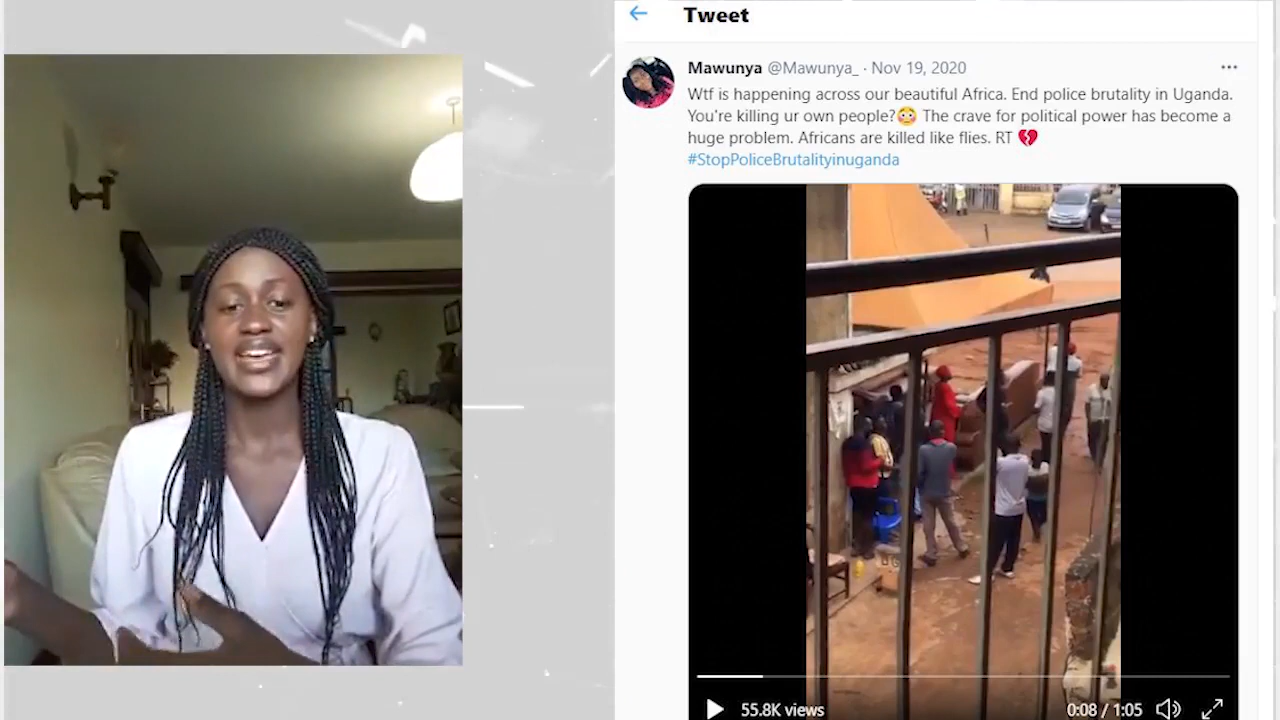 Tweet
Mawunya @Mawunya_ · Nov 19, 2020
Wtf is happening across our beautiful Africa. End police brutality in Uganda.
You're killing ur own people?😳 The crave for political power has become a
huge problem. Africans are killed like flies. RT 💔
#StopPoliceBrutalityinuganda
55.8K views
0:08 / 1:05